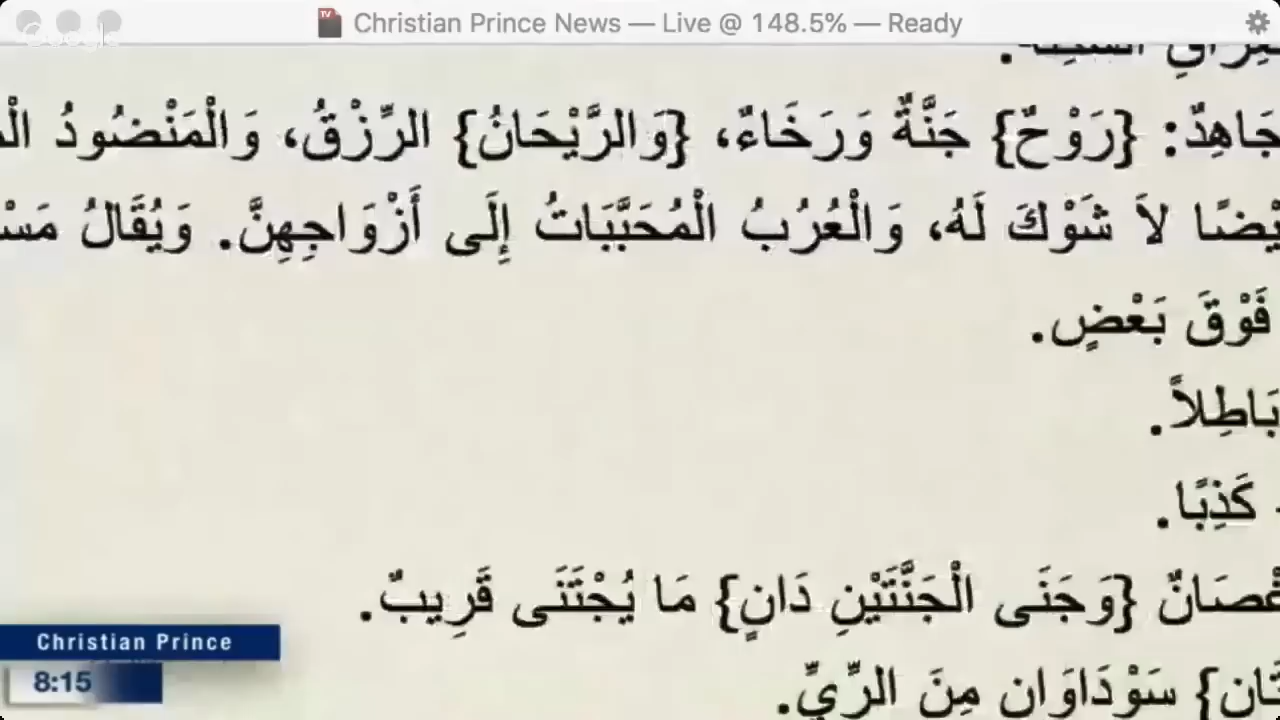 Christian Prince News — Live @ 148.5% — Ready
Google
جَاهِدٌ: {رَوْحٌ} جَنَّةٌ وَرَخَاءٌ، {وَالرَّيْحَانُ} الرِّزْقُ، وَالْمَنْضُودُ
لاَ شَوْكَ لَهُ، وَالْعُرُبُ الْمُحَبَّبَاتُ إِلَى أَزْوَاجِهِنَّ. وَيُقَالُ
فَوْقَ بَعْضٍ.
بَاطِلاً.
كَذِبًا.
{وَجَنَى الْجَنَّتَيْنِ دَانٍ} مَا يُجْتَنَى قَرِيبٌ.
سَوْدَاوَانِ مِنَ الرِّيِّ.
Christian Prince
8:15